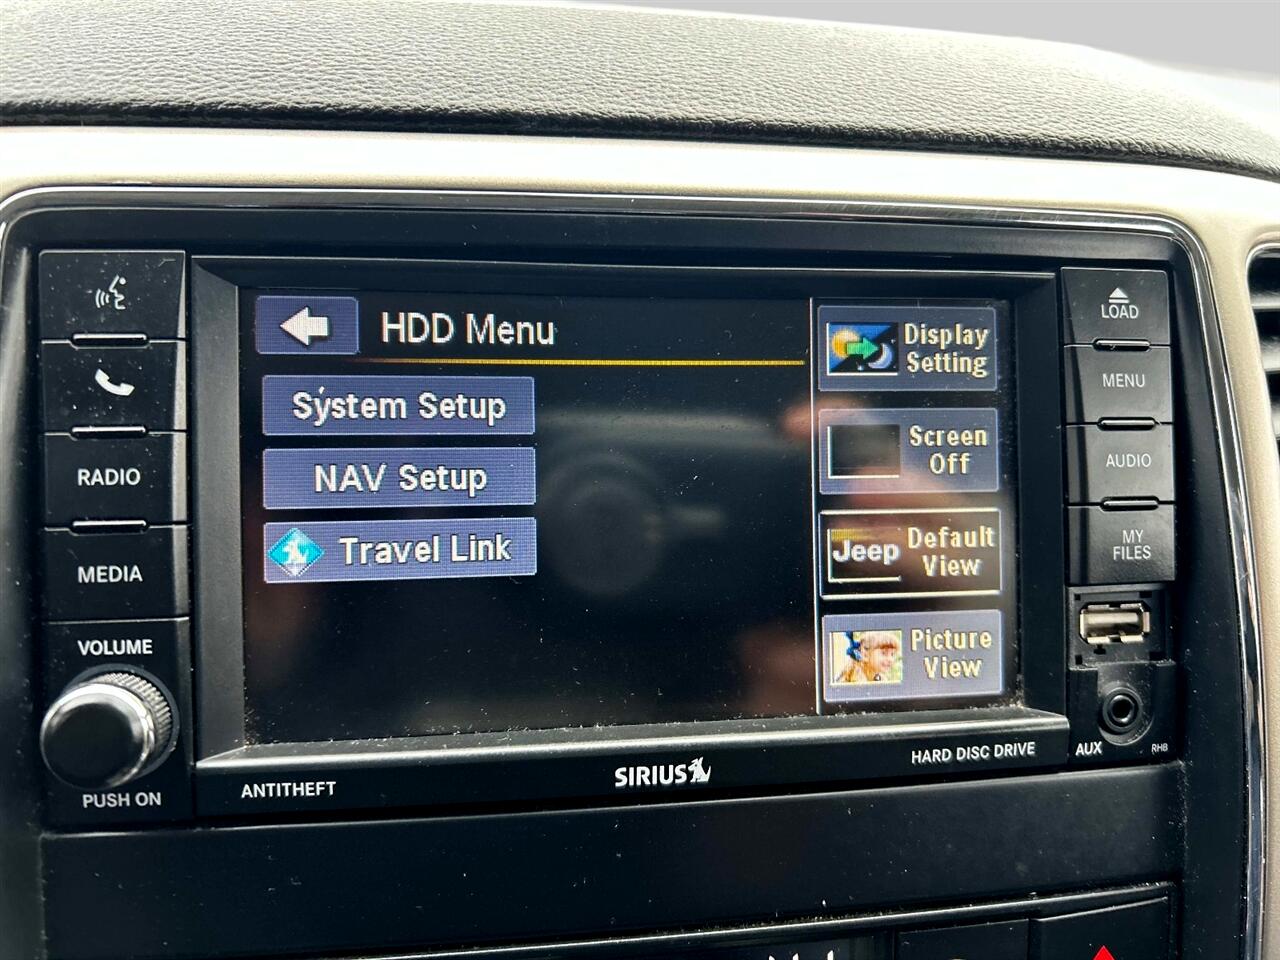 HDD Menu
System Setup
NAV Setup
Travel Link
Display
Setting
Screen
Off
Jeep
Default
View
Picture
View
RADIO
MEDIA
VOLUME
PUSH ON
LOAD
MENU
AUDIO
MY
FILES
AUX
RHB
ANTITHEFT
SIRIUS
HARD DISC DRIVE